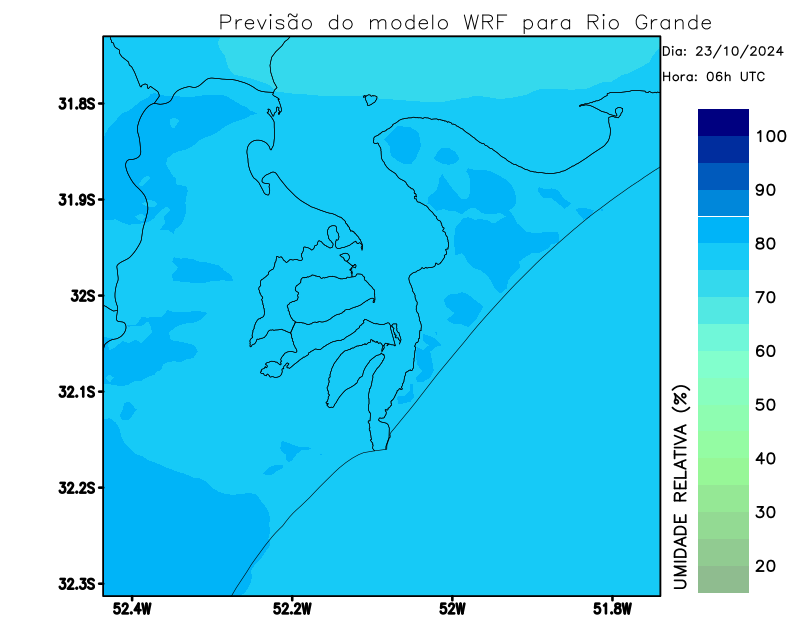 Previsão do modelo WRF para Rio Grande
Dia: 23/10/2024
Hora: 06h UTC
31.8S
31.9S
32S
32.1S
32.2S
32.3S
52.4W
52.2W
52W
51.8W
100
90
80
70
60
50
40
30
20
UMIDADE RELATIVA (%)